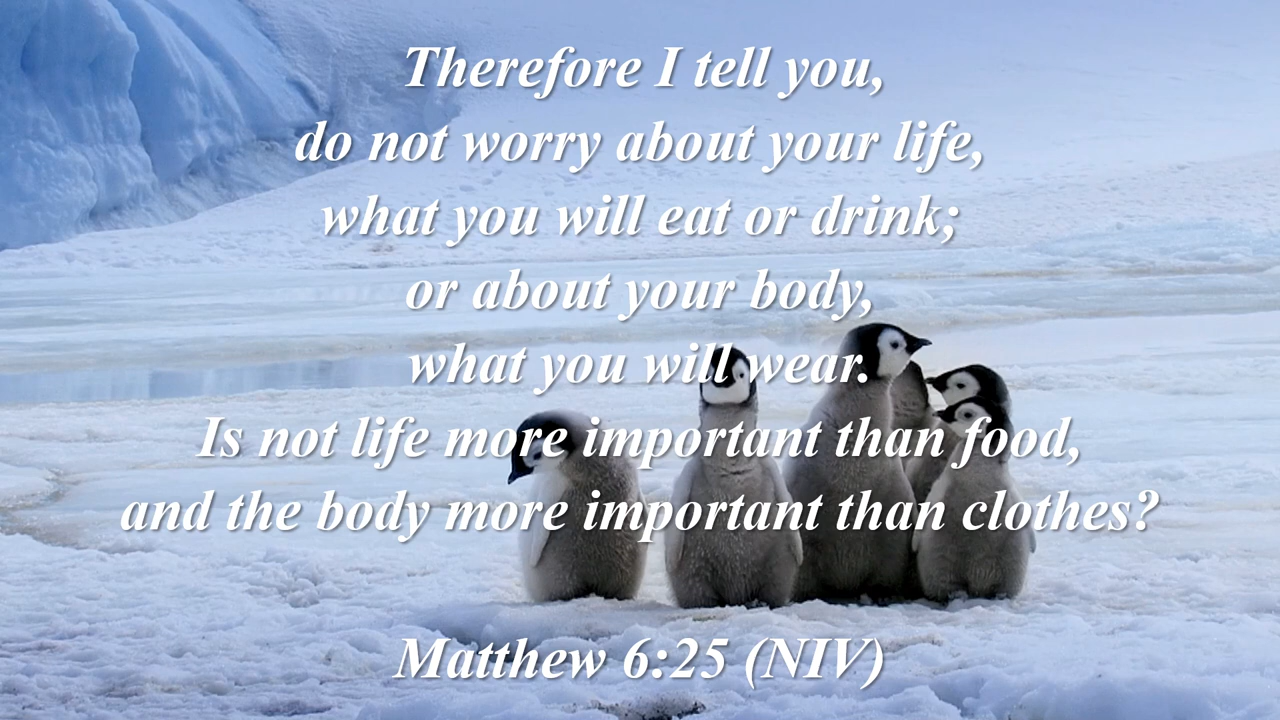 Therefore I tell you,
do not worry about your life,
what you will eat or drink;
or about your body,
what you will wear.
Is not life more important than food,
and the body more important than clothes?
Matthew 6:25 (NIV)